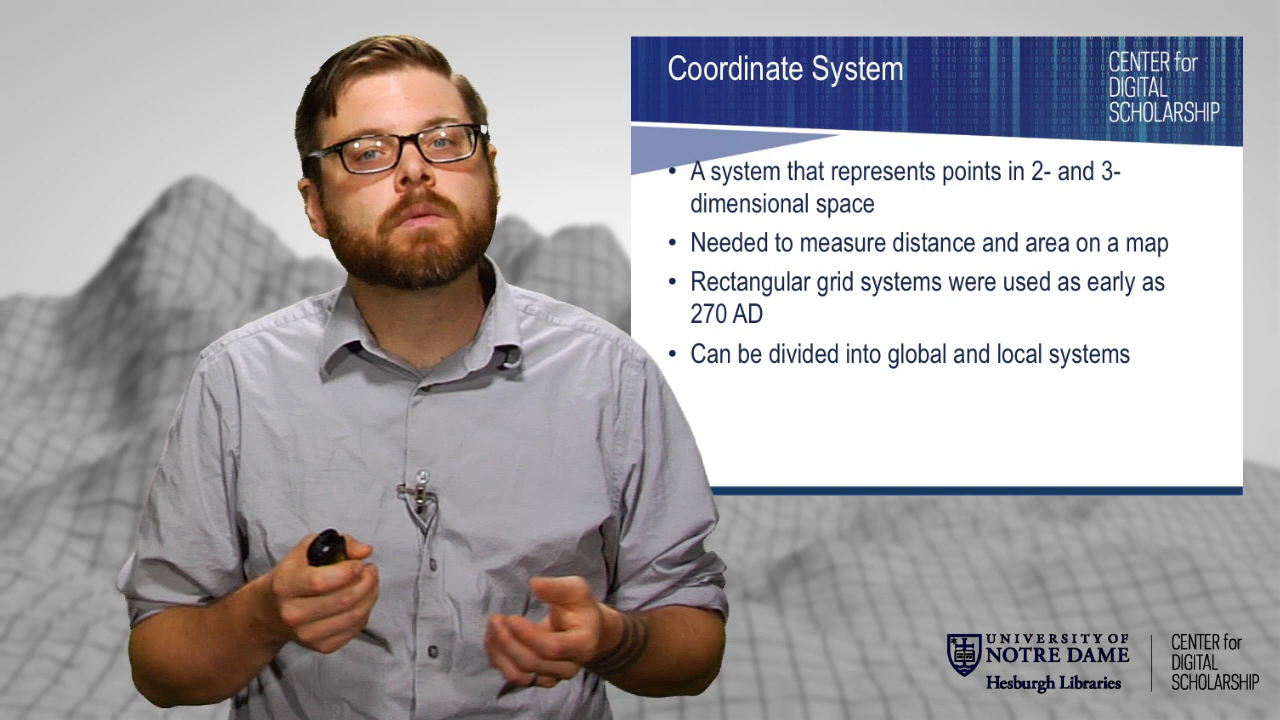 Coordinate System
CENTER for
DIGITAL
SCHOLARSHIP
• A system that represents points in 2- and 3-
dimensional space
• Needed to measure distance and area on a map
• Rectangular grid systems were used as early as
270 AD
• Can be divided into global and local systems
UNIVERSITY OF
NOTRE DAME
Hesburgh Libraries
CENTER for
DIGITAL
SCHOLARSHIP